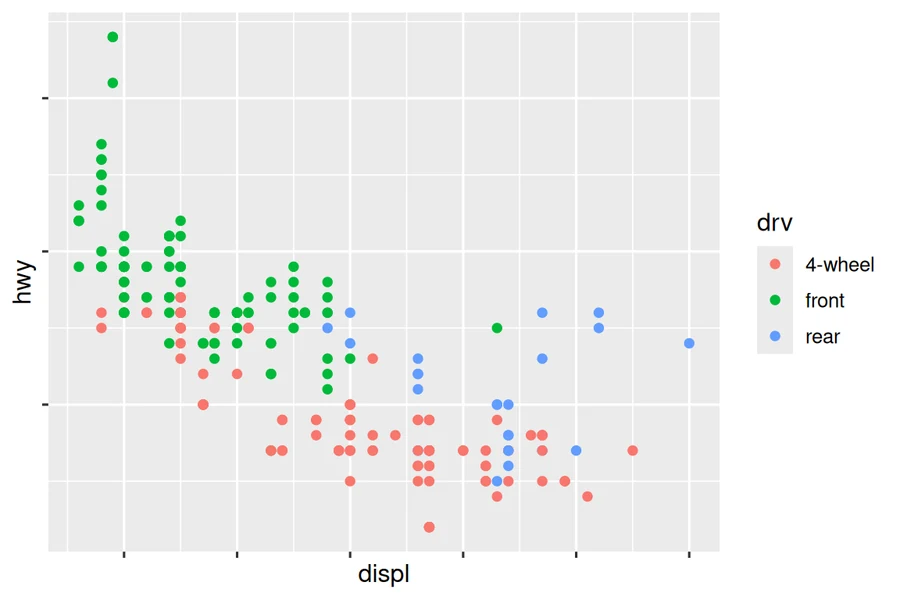 hwy
displ
drv
4-wheel
front
rear